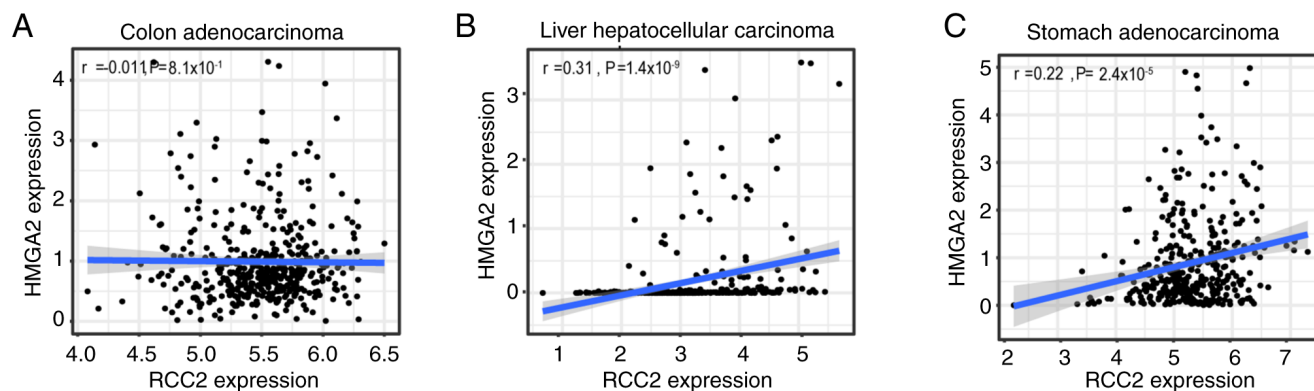 A
Colon adenocarcinoma
r =-0.011,P=8.1x10⁻¹
HMGA2 expression
4
3
2
1
0
4.0 4.5 5.0 5.5 6.0 6.5
RCC2 expression
B
Liver hepatocellular carcinoma
r =0.31 , P=1.4x10⁻⁹
HMGA2 expression
3
2
1
0
1 2 3 4 5
RCC2 expression
C
Stomach adenocarcinoma
r =0.22 ,P= 2.4x10⁻⁵
HMGA2 expression
5
4
3
2
1
0
2 3 4 5 6 7
RCC2 expression